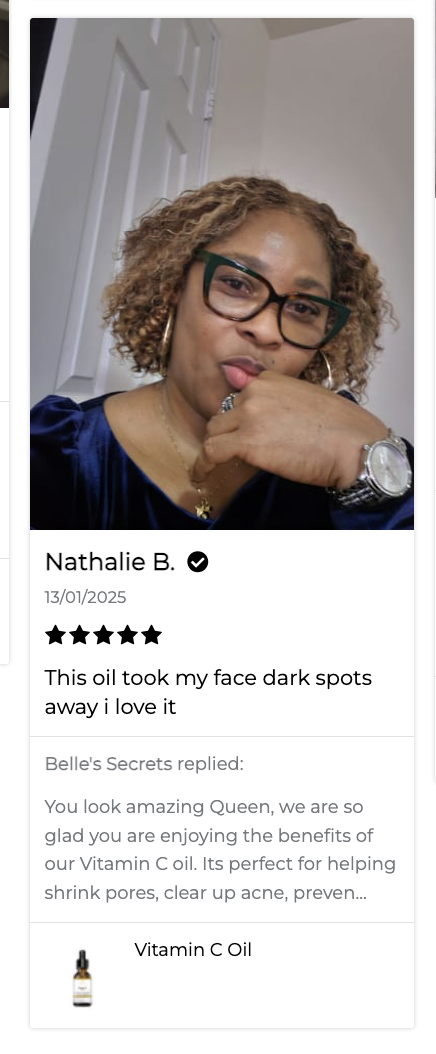 Nathalie B.
13/01/2025
This oil took my face dark spots
away i love it
Belle's Secrets replied:
You look amazing Queen, we are so
glad you are enjoying the benefits of
our Vitamin C oil. Its perfect for helping
shrink pores, clear up acne, preven...
Vitamin C Oil